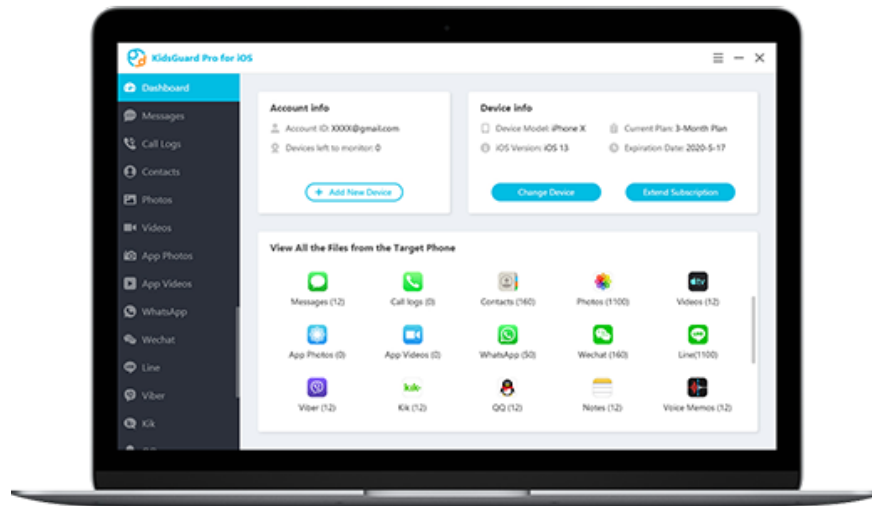 KidsGuard Pro for iOS
Dashboard
Messages
Call Logs
Contacts
Photos
Videos
App Photos
App Videos
WhatsApp
Wechat
Line
Viber
Kik
Account info
Account ID: XXXX@gmail.com
Devices left to monitor: 0
+ Add New Device
Device info
Device Model: iPhone X
Current Plan: 3-Month Plan
iOS Version: iOS 13
Expiration Date: 2020-5-17
Change Device
Extend Subscription
View All the Files from the Target Phone
Messages (12)
Call logs (0)
Contacts (160)
Photos (1100)
Videos (12)
App Photos (0)
App Videos (0)
WhatsApp (50)
Wechat (160)
Line(1100)
Viber (12)
kik
Kik (12)
QQ (12)
Notes (12)
Voice Memos (12)